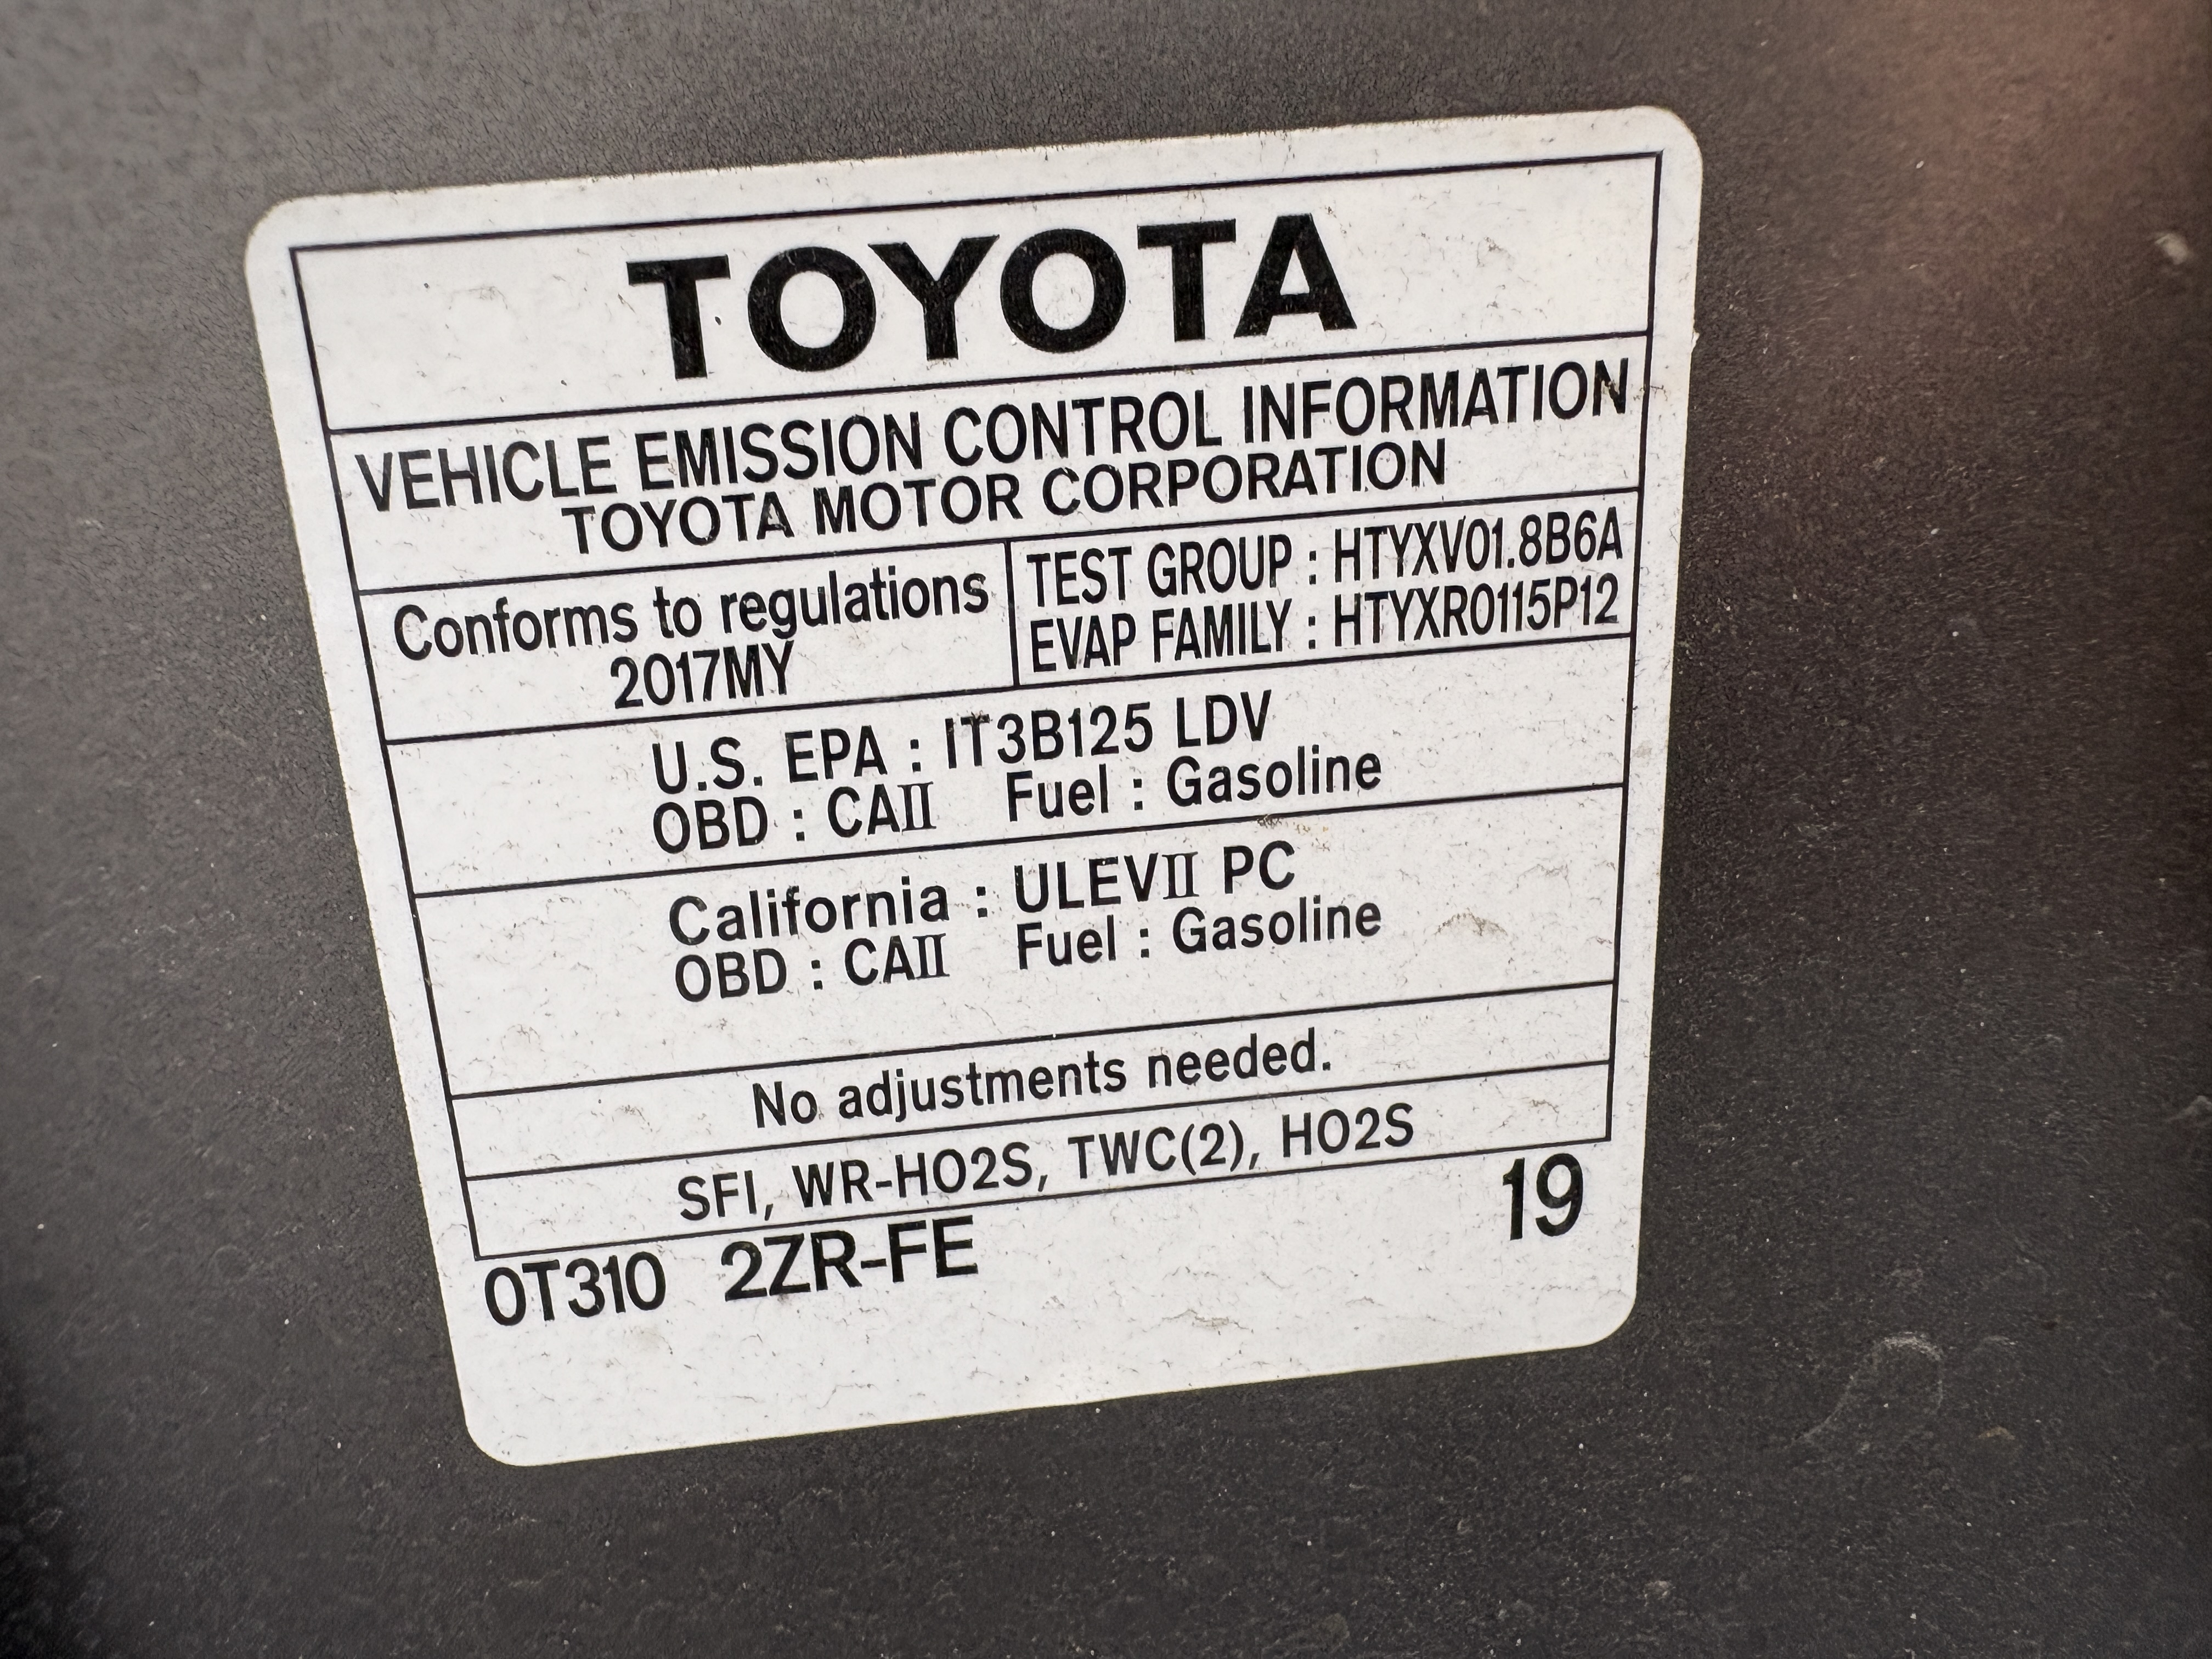 TOYOTA
VEHICLE EMISSION CONTROL INFORMATION
TOYOTA MOTOR CORPORATION
Conforms to regulations
2017MY
TEST GROUP : HTYXV01.8B6A
EVAP FAMILY : HTYXR0115P12
U.S. EPA : IT3B125 LDV
OBD : CAII Fuel : Gasoline
California : ULEVII PC
OBD : CAII Fuel : Gasoline
No adjustments needed.
SFI, WR-HO2S, TWC(2), HO2S
0T310 2ZR-FE 19